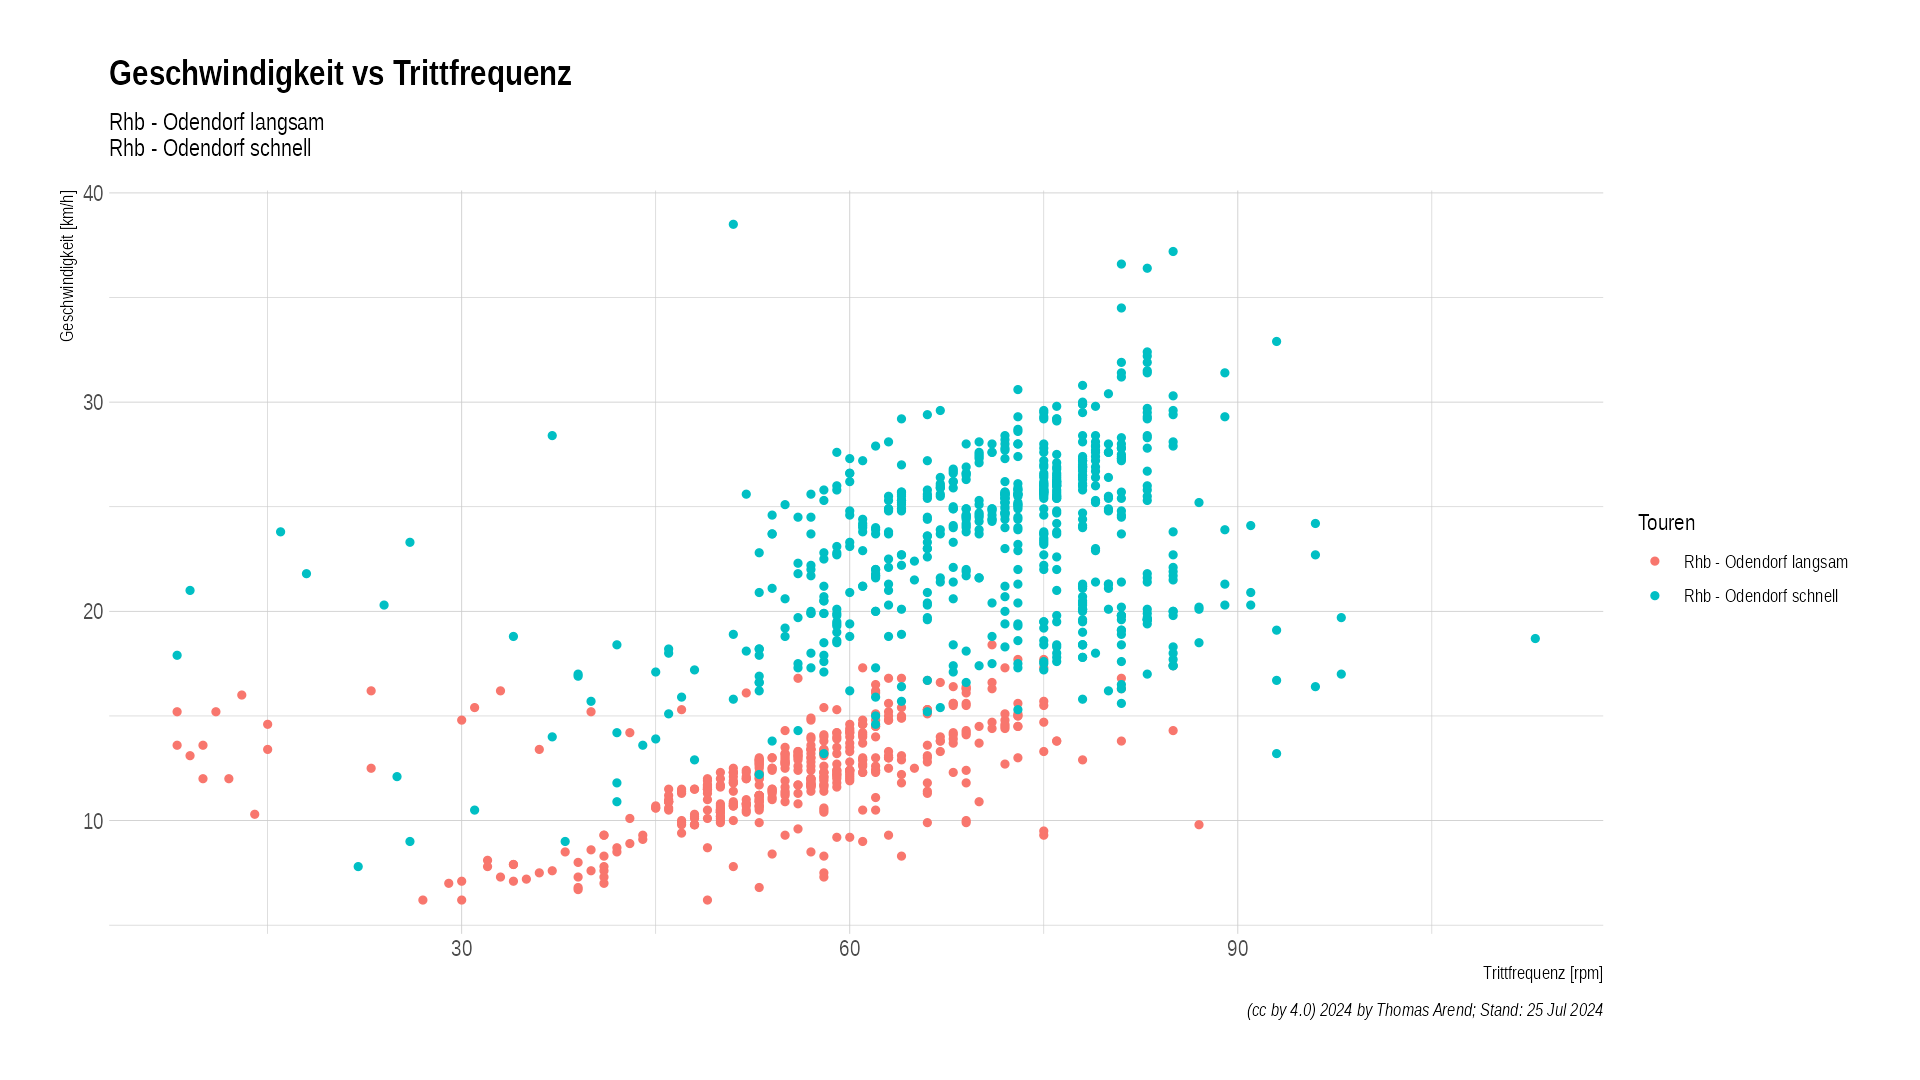 Geschwindigkeit vs Trittfrequenz
Rhb - Odendorf langsam
Rhb - Odendorf schnell
Geschwindigkeit [km/h]
40
30
20
10
30
60
90
Trittfrequenz [rpm]
Touren
Rhb - Odendorf langsam
Rhb - Odendorf schnell
(cc by 4.0) 2024 by Thomas Arend; Stand: 25 Jul 2024